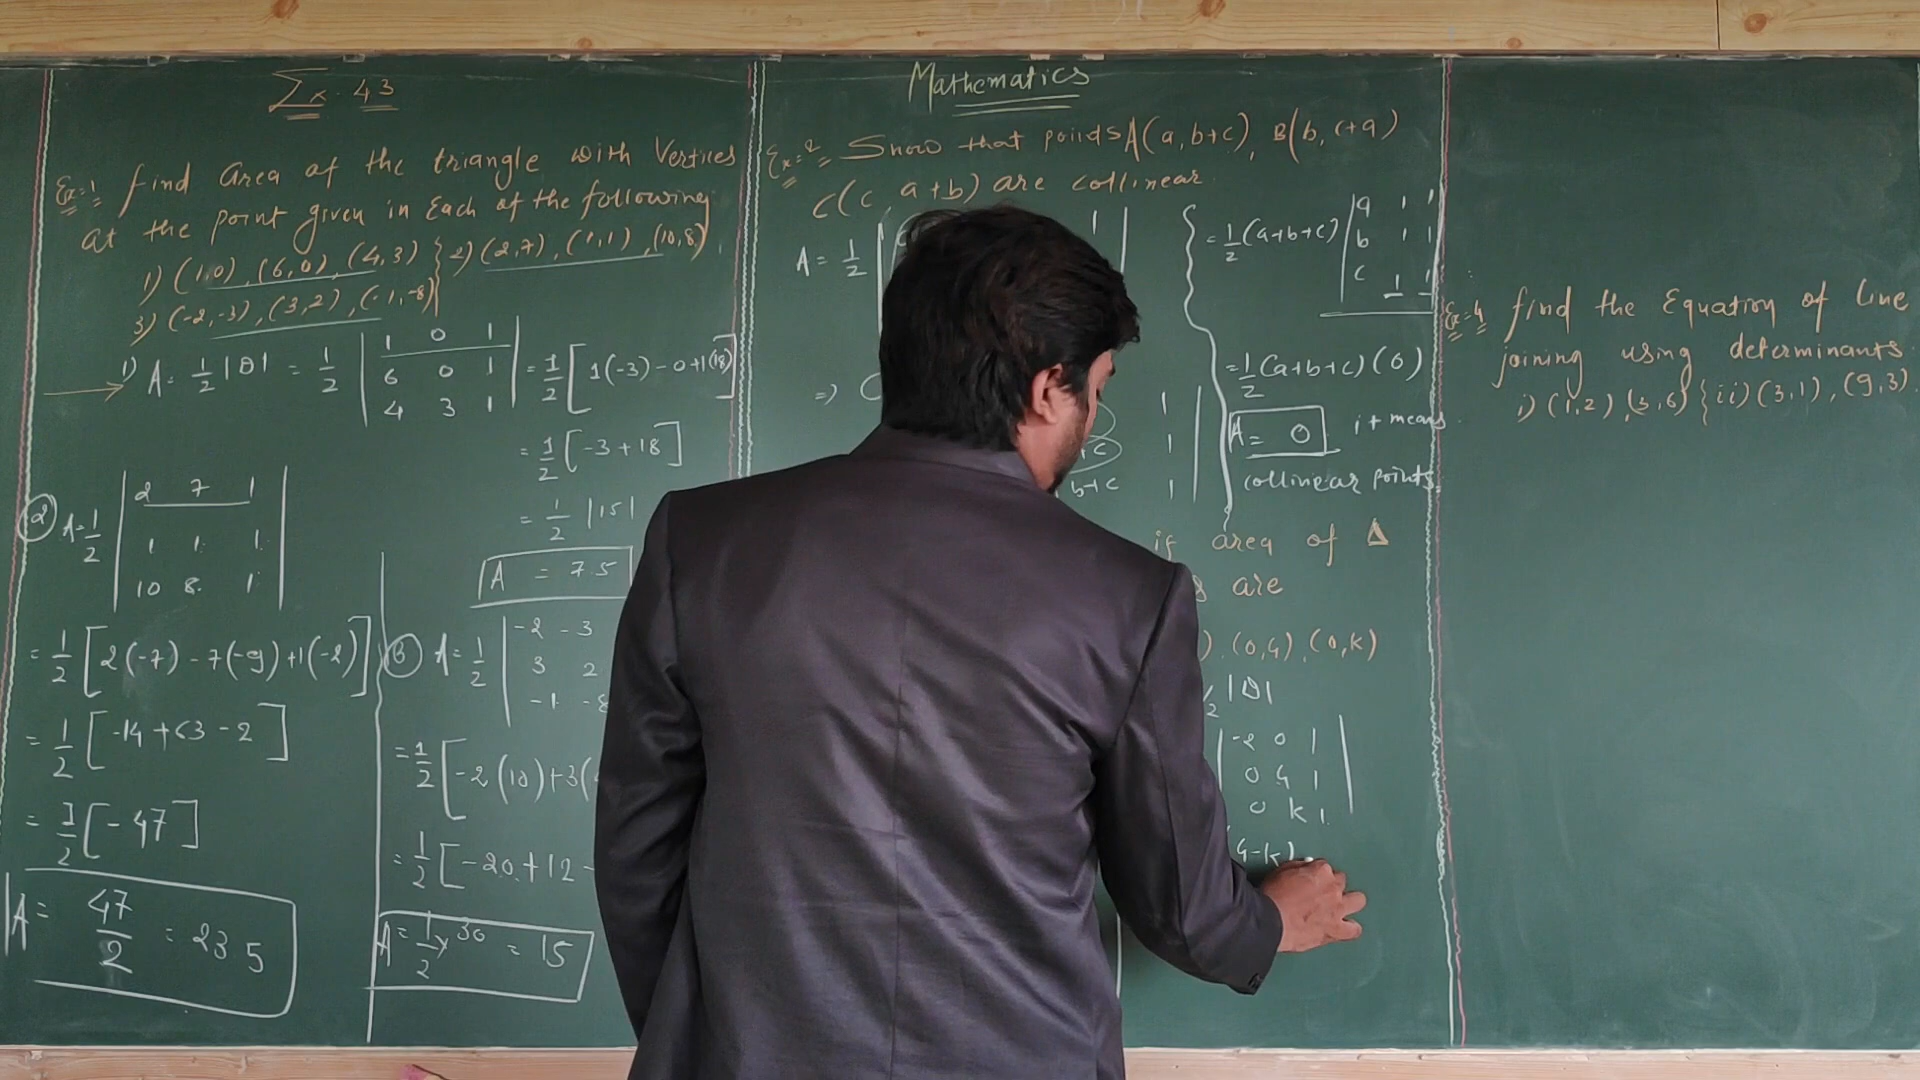 Ex. 43
Ex=1 find area of the triangle with Vertices
at the point given in Each of the following
1) (1,0), (6,0), (4,3) } 2) (2,7), (1,1), (10,8)
3) (-2,-3), (3,2), (-1,-8)
1) A = 1/2 |D| = 1/2 | 1 0 1 | = 1/2 [1(-3) - 0 + 1(18)]
6 0 1
4 3 1
= 1/2 [-3 + 18]
= 1/2 |15|
A = 7.5
2 A = 1/2 | 2 7 1 |
1 1 1
10 8 1
= 1/2 [2(-7) - 7(-9) + 1(-2)]
= 1/2 [-14 + 63 - 2]
= 1/2 [-47]
A = 47/2 = 23.5
3 A = 1/2 | -2 -3
3 2
-1 -8
= 1/2 [-2(10) + 3(
= 1/2 [-20 + 12 -
A = 1/2 x 30 = 15
Mathematics
Ex=2 Show that points A(a, b+c), B(b, c+a)
C(c, a+b) are collinear
A = 1/2 | 1 |
=>
1
+c 1
b+c 1
= 1/2 (a+b+c) | a 1 1
b 1 1
c 1 1
= 1/2 (a+b+c) (0)
A = 0 it means
collinear points.
if area of Δ
are
), (0,4), (0,k)
1/2 |D|
| -2 0 1 |
0 4 1
0 k 1
(4-k)
Ex=4 find the Equation of line
joining using determinants
i) (1,2), (3,6) { ii) (3,1), (9,3).